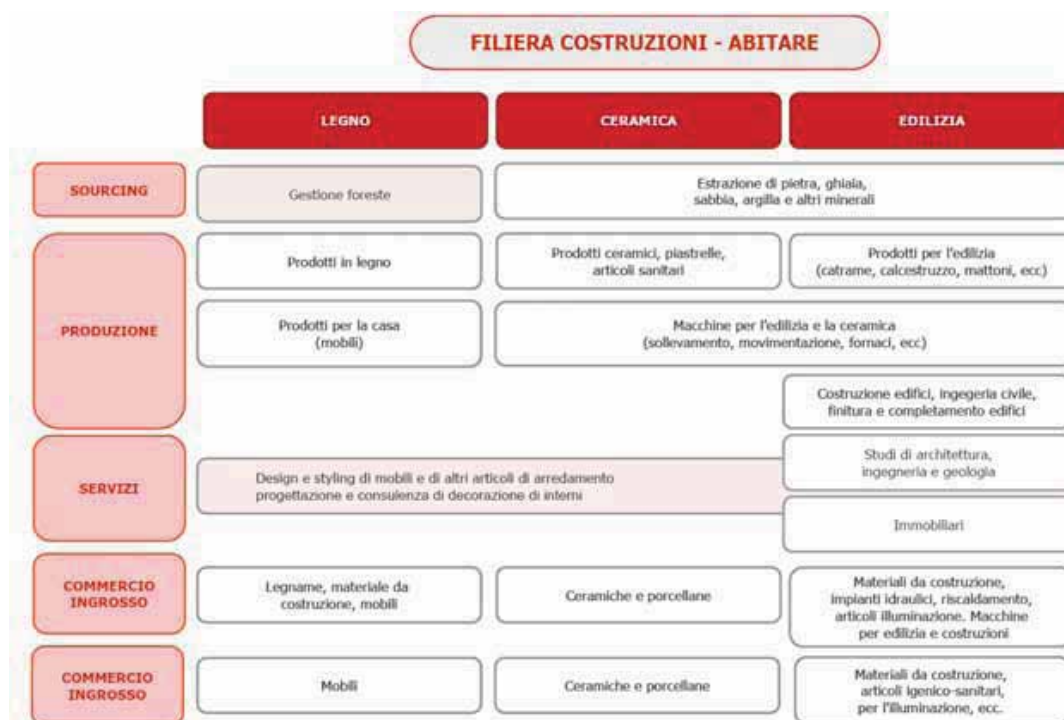 FILIERA COSTRUZIONI - ABITARE
LEGNO
CERAMICA
EDILIZIA
SOURCING
Gestione foreste
Estrazione di pietra, ghiaia,
sabbia, argilla e altri minerali
PRODUZIONE
Prodotti in legno
Prodotti ceramici, piastrelle,
articoli sanitari
Prodotti per l'edilizia
(catrame, calcestruzzo, mattoni, ecc)
Prodotti per la casa
(mobili)
Macchine per l'edilizia e la ceramica
(sollevamento, movimentazione, fornaci, ecc)
Costruzione edifici, ingegeria civile,
finitura e completamento edifici
SERVIZI
Design e styling di mobili e di altri articoli di arredamento
progettazione e consulenza di decorazione di interni
Studi di architettura,
ingegneria e geologia
Immobiliari
COMMERCIO
INGROSSO
Legname, materiale da
costruzione, mobili
Ceramiche e porcellane
Materiali da costruzione,
impianti idraulici, riscaldamento,
articoli illuminazione. Macchine
per edilizia e costruzioni
COMMERCIO
INGROSSO
Mobili
Ceramiche e porcellane
Materiali da costruzione,
articoli igenico-sanitari,
per l'illuminazione, ecc.